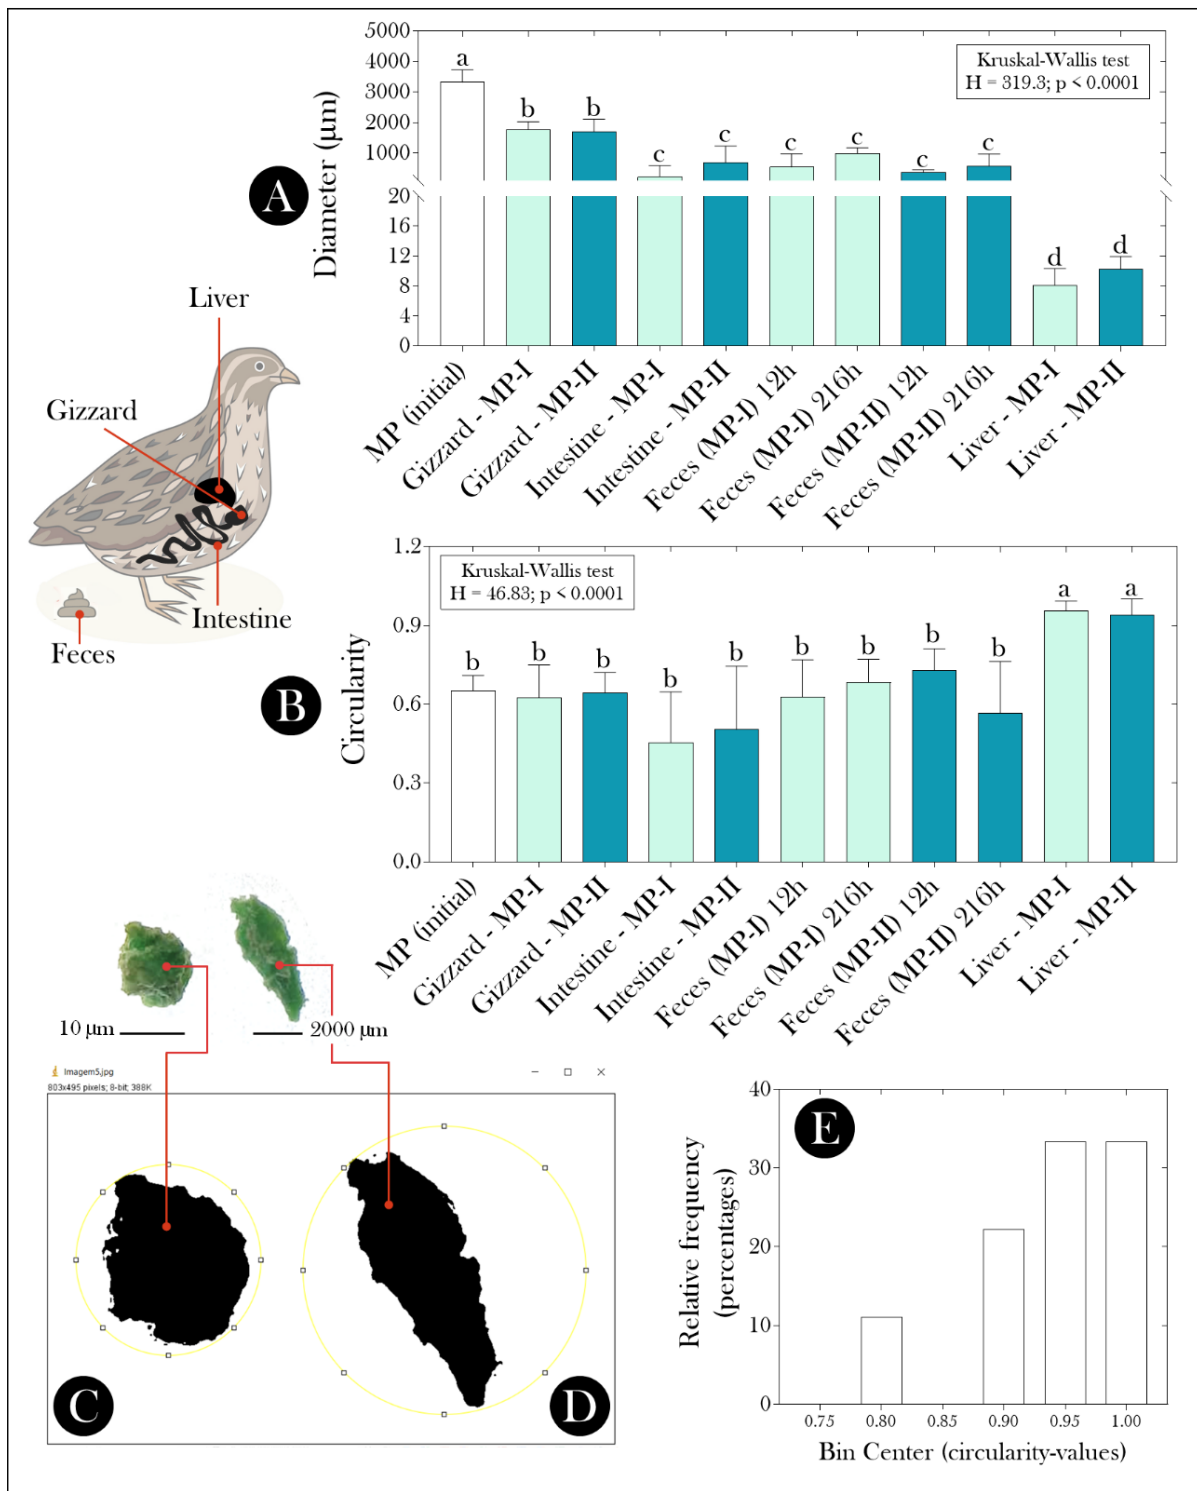 5000
4000
3000
2000
1000
20
16
12
8
4
0
Diameter (µm)
A
Kruskal-Wallis test
H = 319.3; p < 0.0001
a
b
b
c
c
c
c
c
c
d
d
MP (initial)
Gizzard - MP-I
Gizzard - MP-II
Intestine - MP-I
Intestine - MP-II
Feces (MP-I) 12h
Feces (MP-I) 216h
Feces (MP-II) 12h
Feces (MP-II) 216h
Liver - MP-I
Liver - MP-II
Liver
Gizzard
Intestine
Feces
1.2
0.9
0.6
0.3
0.0
Circularity
B
Kruskal-Wallis test
H = 46.83; p < 0.0001
b
b
b
b
b
b
b
b
b
a
a
MP (initial)
Gizzard - MP-I
Gizzard - MP-II
Intestine - MP-I
Intestine - MP-II
Feces (MP-I) 12h
Feces (MP-I) 216h
Feces (MP-II) 12h
Feces (MP-II) 216h
Liver - MP-I
Liver - MP-II
10 µm
2000 µm
Imagem5.jpg
803x495 pixels; 8-bit; 388K
C
D
E
40
30
20
10
0
Relative frequency
(percentages)
0.75 0.80 0.85 0.90 0.95 1.00
Bin Center (circularity-values)